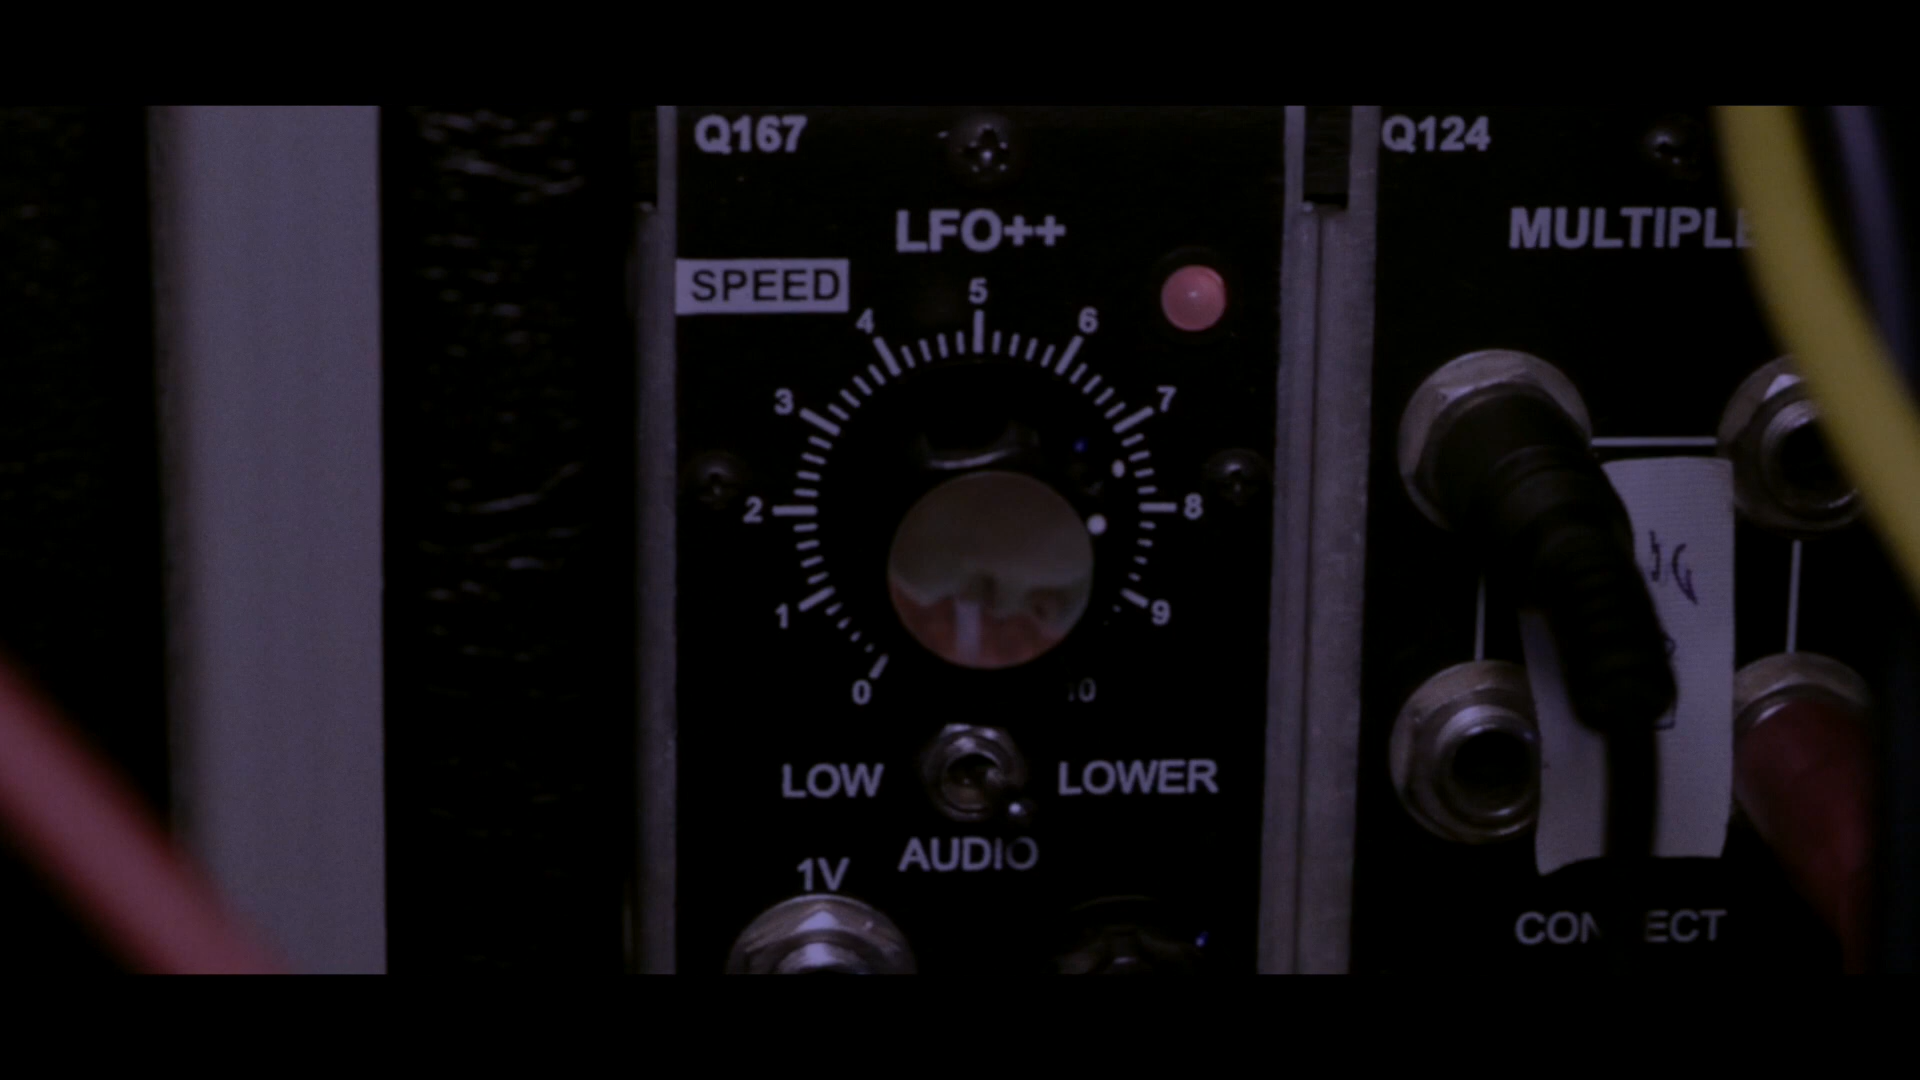 Q167
LFO++
SPEED
0
1
2
3
4
5
6
7
8
9
10
LOW
LOWER
AUDIO
1V
Q124
MULTIPLE
CONNECT